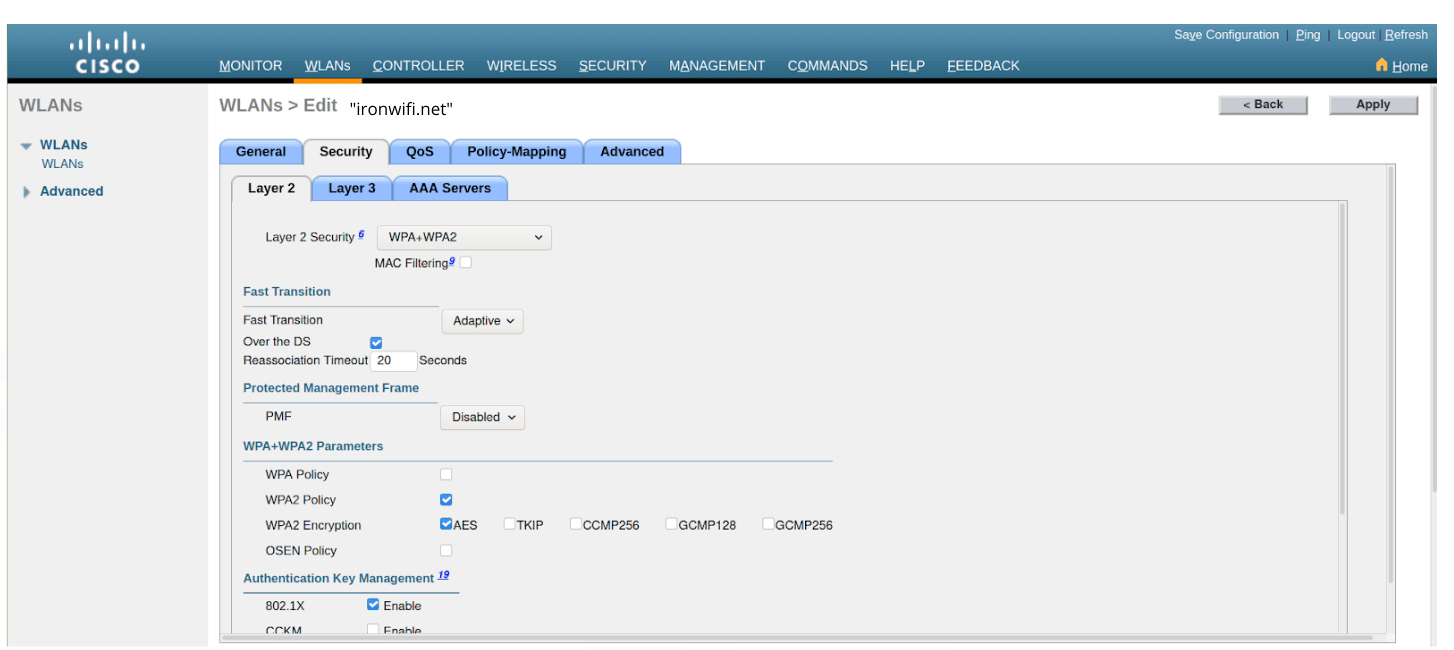 Save Configuration | Ping | Logout | Refresh
CISCO
MONITOR WLANs CONTROLLER WIRELESS SECURITY MANAGEMENT COMMANDS HELP FEEDBACK
Home
WLANs
WLANs > Edit "ironwifi.net"
< Back
Apply
WLANs
WLANs
Advanced
General Security QoS Policy-Mapping Advanced
Layer 2 Layer 3 AAA Servers
Layer 2 Security 6 WPA+WPA2
MAC Filtering 9
Fast Transition
Fast Transition Adaptive
Over the DS
Reassociation Timeout 20 Seconds
Protected Management Frame
PMF Disabled
WPA+WPA2 Parameters
WPA Policy
WPA2 Policy
WPA2 Encryption AES TKIP CCMP256 GCMP128 GCMP256
OSEN Policy
Authentication Key Management 19
802.1X Enable
CCKM Enable